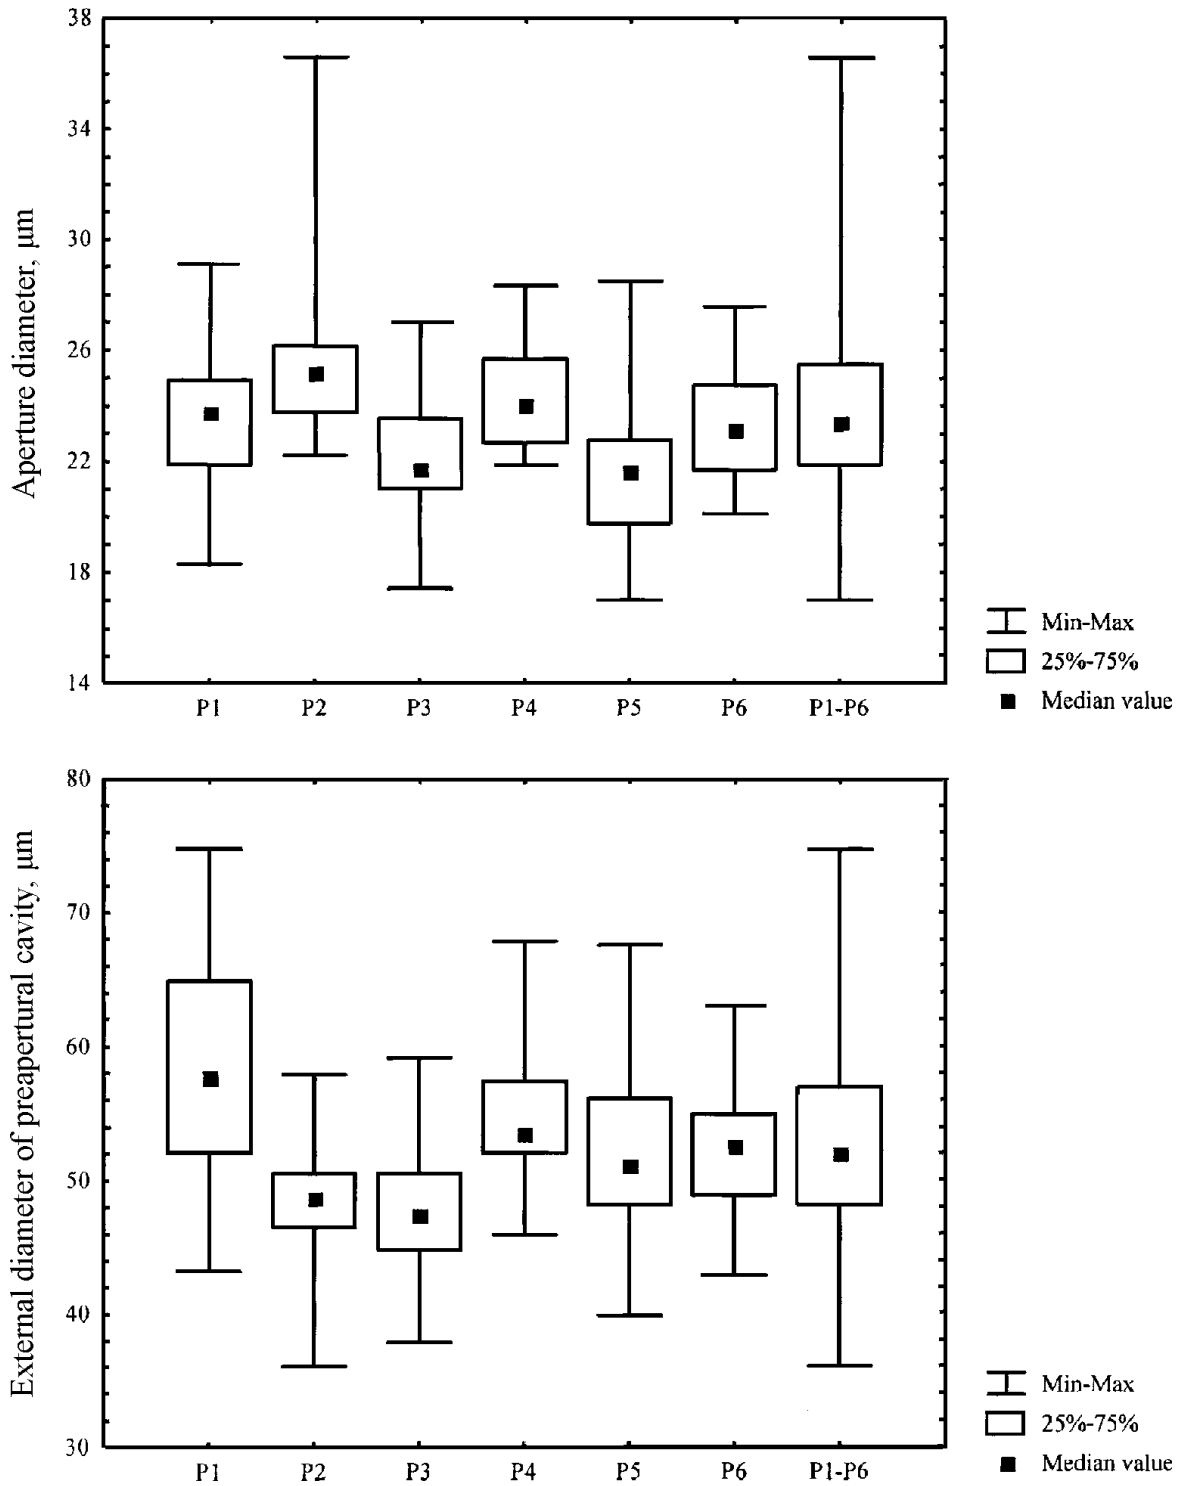 38
34
30
26
22
18
14
Aperture diameter, μm
P1 P2 P3 P4 P5 P6 P1-P6
Min-Max
25%-75%
Median value
80
70
60
50
40
30
External diameter of preapertural cavity, μm
P1 P2 P3 P4 P5 P6 P1-P6
Min-Max
25%-75%
Median value